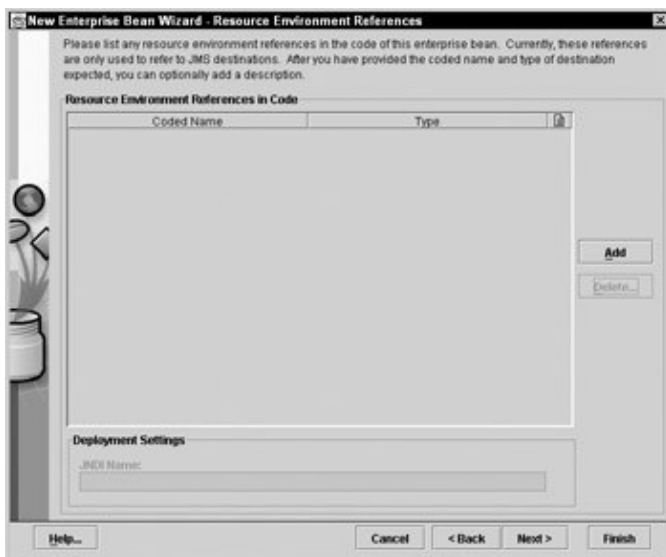 New Enterprise Bean Wizard - Resource Environment References
Please list any resource environment references in the code of this enterprise bean. Currently, these references
are only used to refer to JMS destinations. After you have provided the coded name and type of destination
expected, you can optionally add a description.
Resource Environment References in Code
Coded Name Type
Add
Delete...
Deployment Settings
JNDI Name:
Help... Cancel < Back Next > Finish